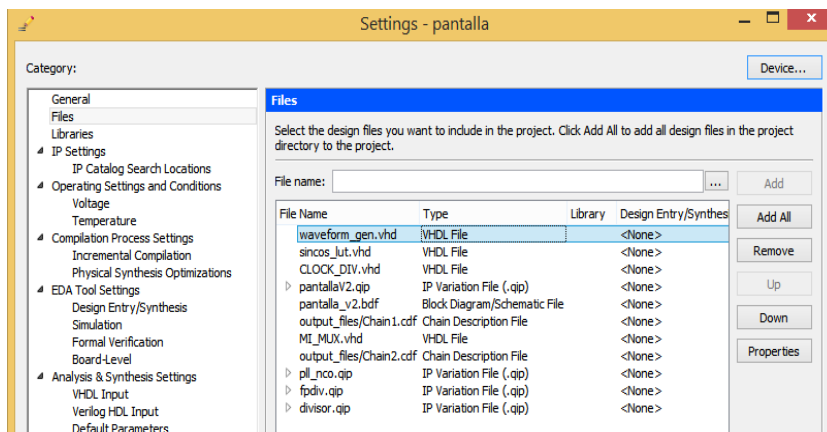 Settings - pantalla
Category:
Device...
General
Files
Libraries
IP Settings
IP Catalog Search Locations
Operating Settings and Conditions
Voltage
Temperature
Compilation Process Settings
Incremental Compilation
Physical Synthesis Optimizations
EDA Tool Settings
Design Entry/Synthesis
Simulation
Formal Verification
Board-Level
Analysis & Synthesis Settings
VHDL Input
Verilog HDL Input
Default Parameters
Files
Select the design files you want to include in the project. Click Add All to add all design files in the project
directory to the project.
File name: ... Add
File Name Type Library Design Entry/Synthes Add All
waveform_gen.vhd VHDL File <None>
sincos_lut.vhd VHDL File <None> Remove
CLOCK_DIV.vhd VHDL File <None>
pantallaV2.qip IP Variation File (.qip) <None> Up
pantalla_v2.bdf Block Diagram/Schematic File <None>
output_files/Chain1.cdf Chain Description File <None> Down
MI_MUX.vhd VHDL File <None>
output_files/Chain2.cdf Chain Description File <None> Properties
pll_nco.qip IP Variation File (.qip) <None>
fpdiv.qip IP Variation File (.qip) <None>
divisor.qip IP Variation File (.qip) <None>